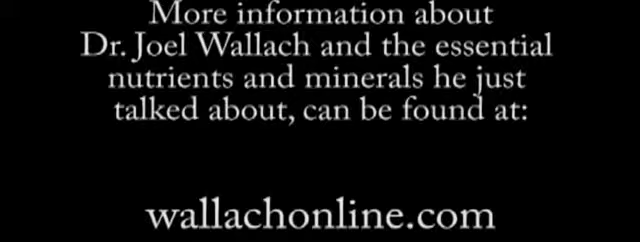 More information about
Dr. Joel Wallach and the essential
nutrients and minerals he just
talked about, can be found at:
wallachonline.com